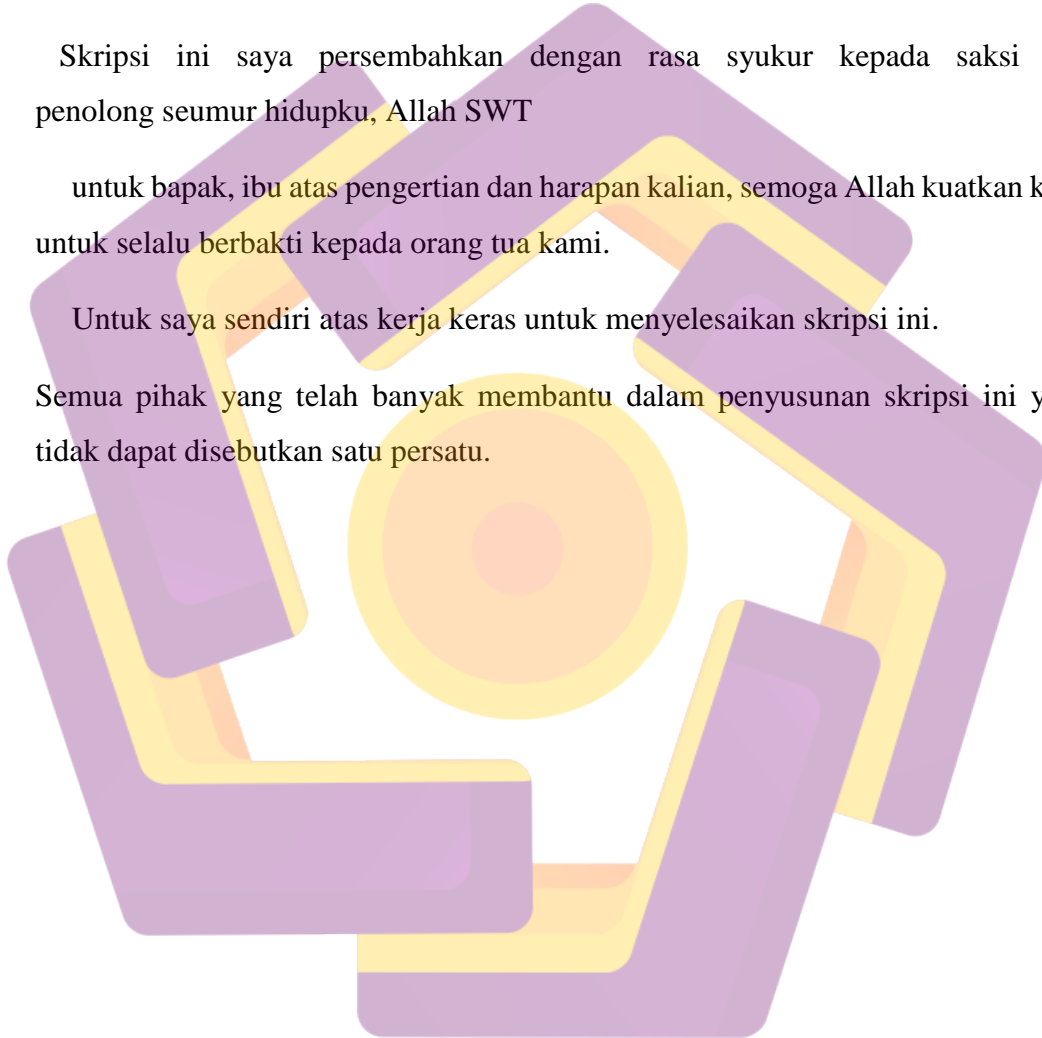 Skripsi ini saya persembahkan dengan rasa syukur kepada saksi
penolong seumur hidupku, Allah SWT
untuk bapak, ibu atas pengertian dan harapan kalian, semoga Allah kuatkan
untuk selalu berbakti kepada orang tua kami.
Untuk saya sendiri atas kerja keras untuk menyelesaikan skripsi ini.
Semua pihak yang telah banyak membantu dalam penyusunan skripsi ini
tidak dapat disebutkan satu persatu.